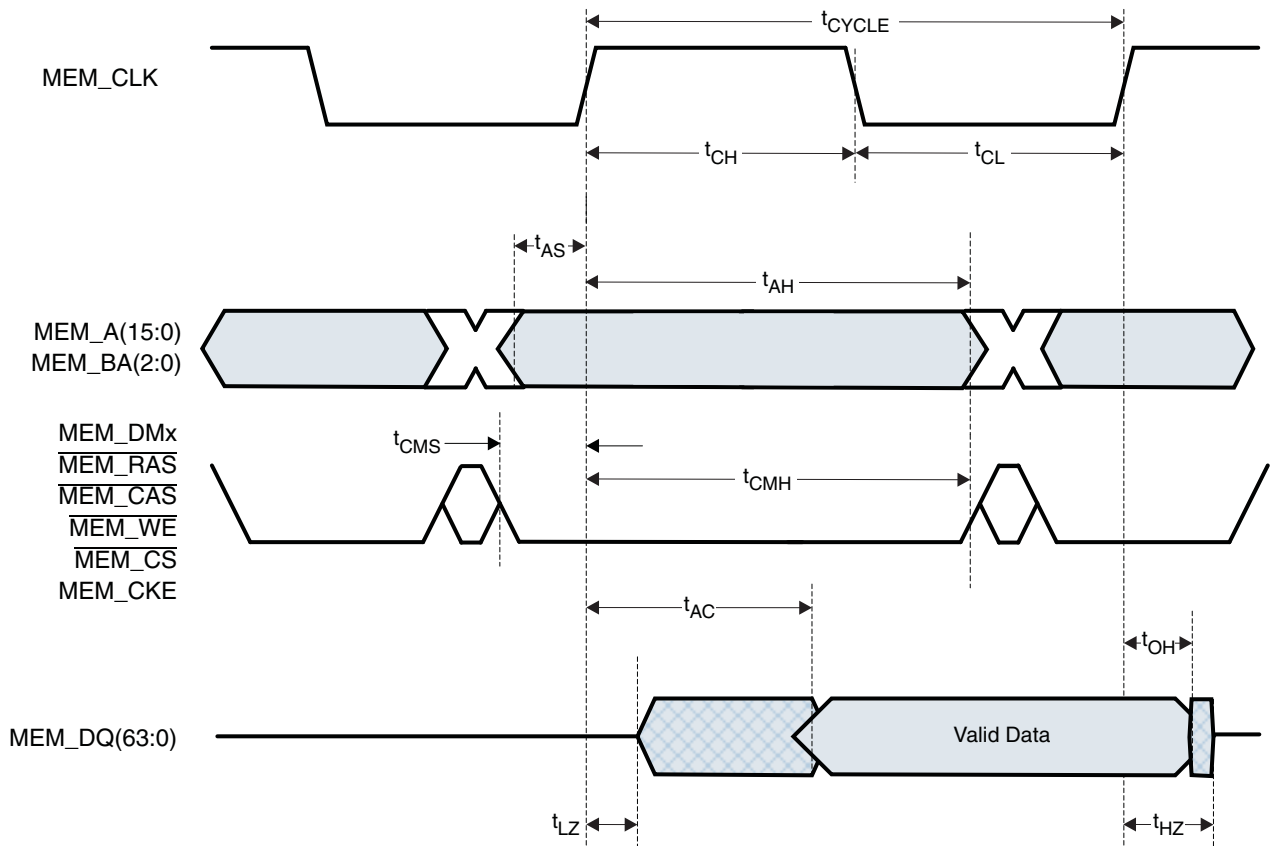 tCYCLE
MEM_CLK
tCH
tCL
tAS
tAH
MEM_A(15:0)
MEM_BA(2:0)
MEM_DMx
MEM_RAS
MEM_CAS
MEM_WE
MEM_CS
MEM_CKE
tCMS
tCMH
tAC
tOH
MEM_DQ(63:0)
Valid Data
tLZ
tHZ